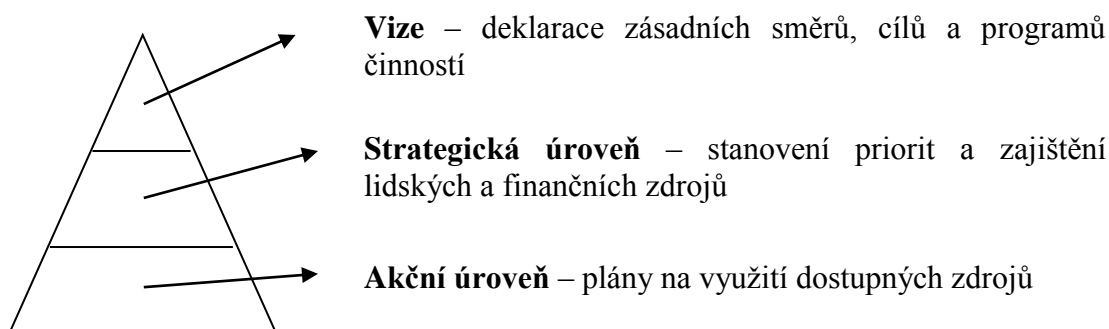 Vize – deklarace zásadních směrů, cílů a programů
činností
Strategická úroveň – stanovení priorit a zajištění
lidských a finančních zdrojů
Akční úroveň – plány na využití dostupných zdrojů